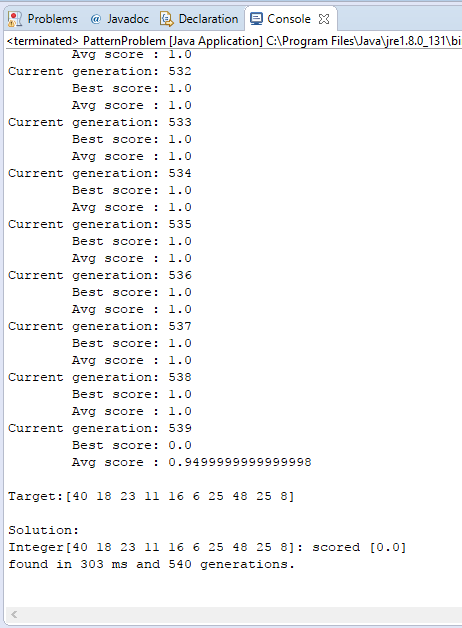 Problems @ Javadoc Declaration Console
<terminated> PatternProblem [Java Application] C:\Program Files\Java\jre1.8.0_131\bi
Avg score : 1.0
Current generation: 532
Best score: 1.0
Avg score : 1.0
Current generation: 533
Best score: 1.0
Avg score : 1.0
Current generation: 534
Best score: 1.0
Avg score : 1.0
Current generation: 535
Best score: 1.0
Avg score : 1.0
Current generation: 536
Best score: 1.0
Avg score : 1.0
Current generation: 537
Best score: 1.0
Avg score : 1.0
Current generation: 538
Best score: 1.0
Avg score : 1.0
Current generation: 539
Best score: 0.0
Avg score : 0.9499999999999998
Target:[40 18 23 11 16 6 25 48 25 8]
Solution:
Integer[40 18 23 11 16 6 25 48 25 8]: scored [0.0]
found in 303 ms and 540 generations.